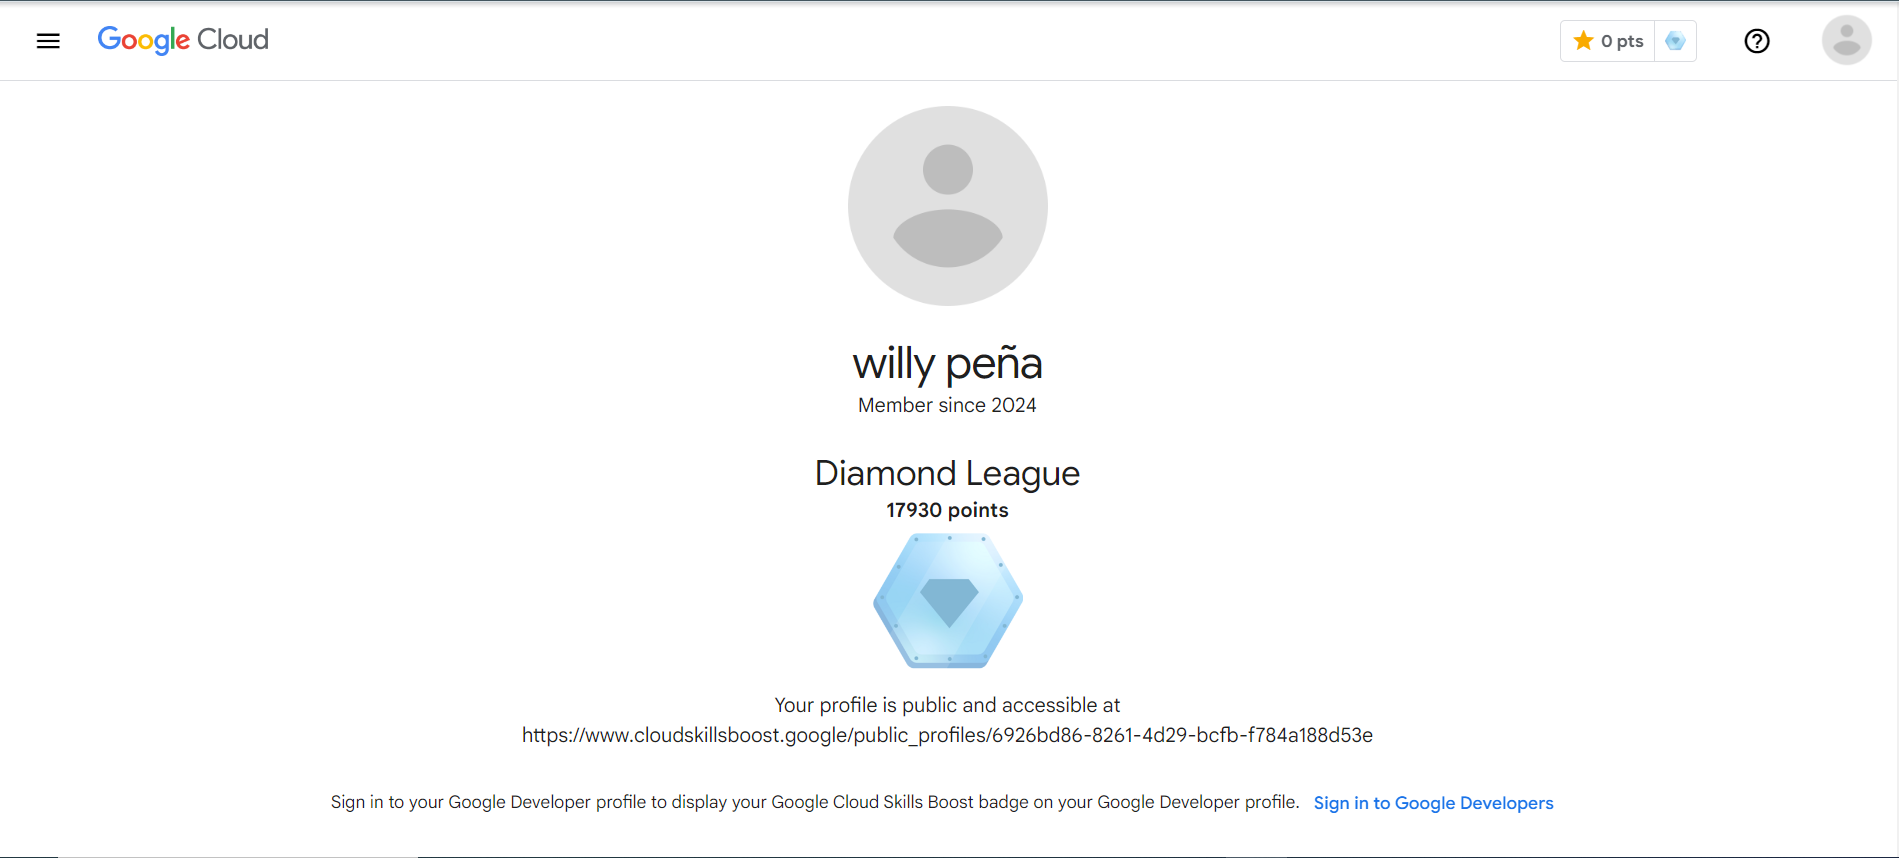 Google Cloud
0 pts
willy peña
Member since 2024
Diamond League
17930 points
Your profile is public and accessible at
https://www.cloudskillsboost.google/public_profiles/6926bd86-8261-4d29-bcfb-f784a188d53e
Sign in to your Google Developer profile to display your Google Cloud Skills Boost badge on your Google Developer profile. Sign in to Google Developers